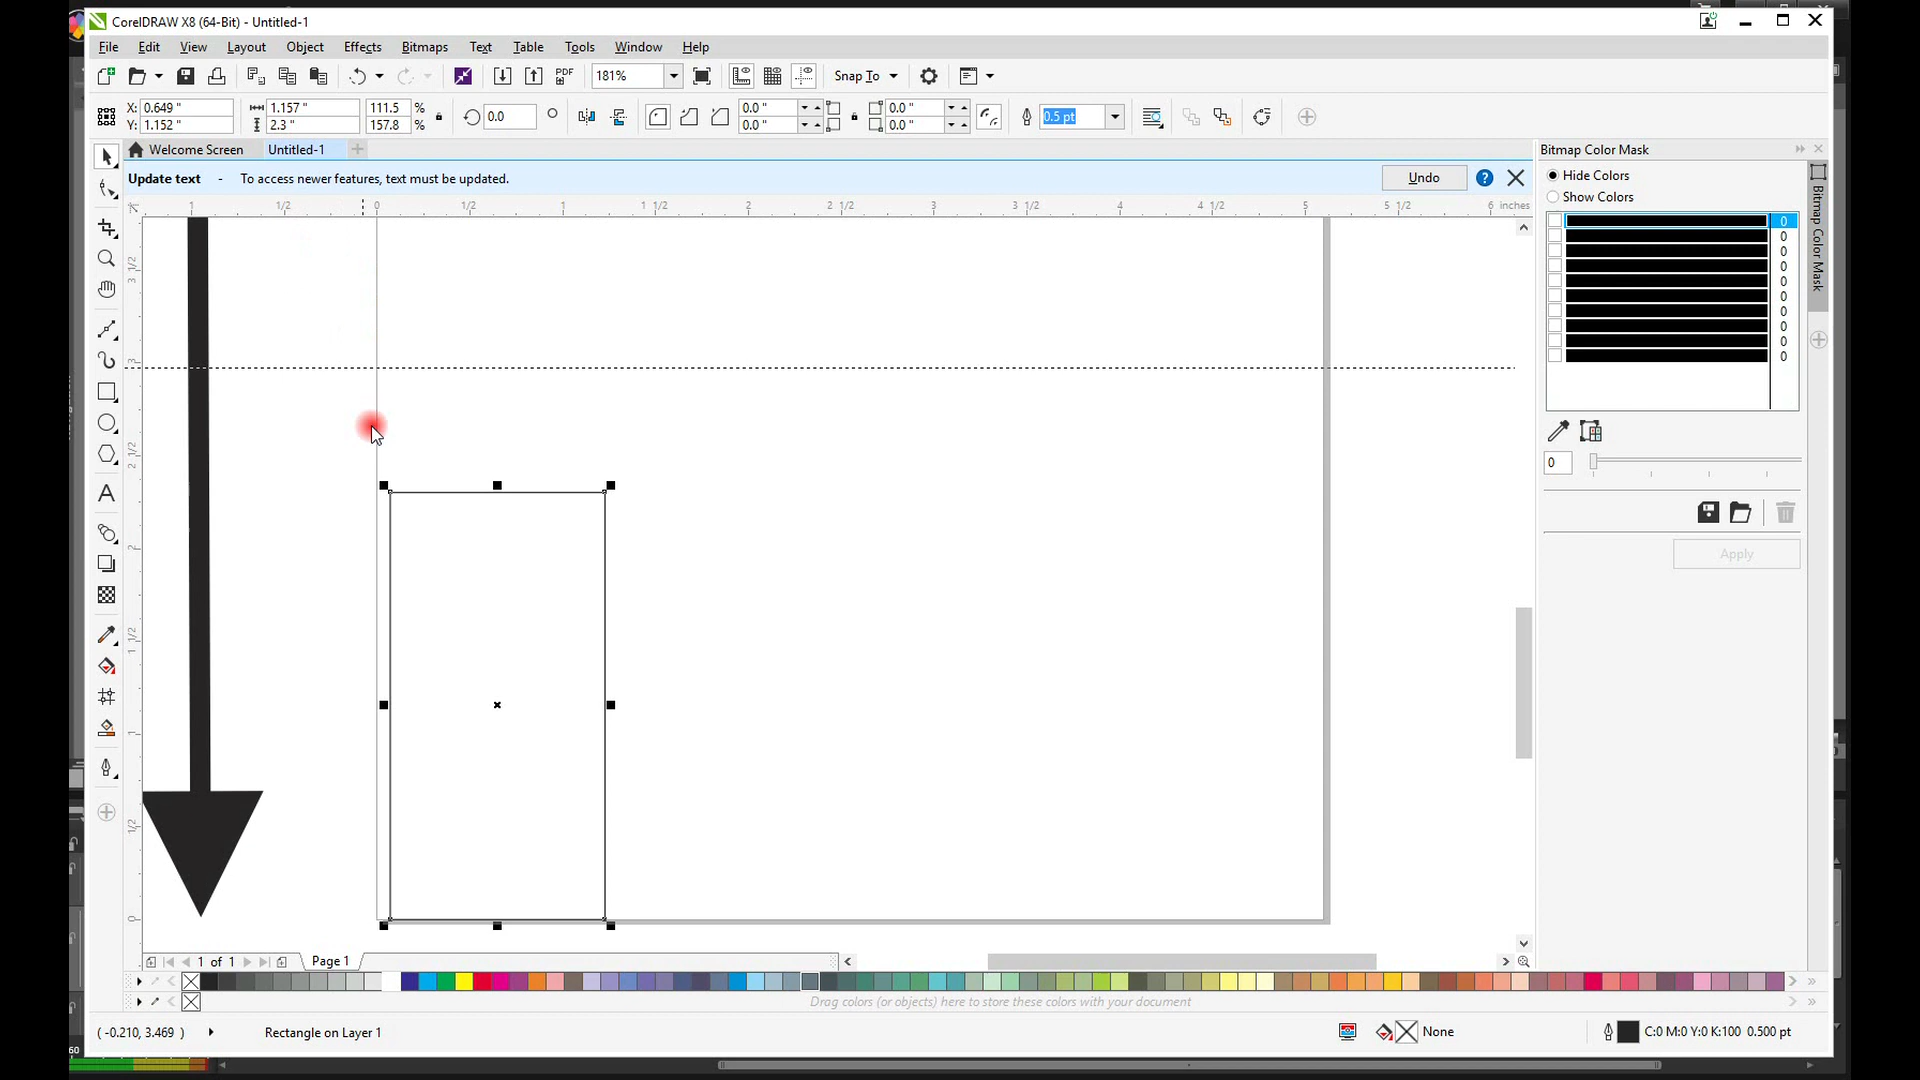 CorelDRAW X8 (64-Bit) - Untitled-1
File Edit View Layout Object Effects Bitmaps Text Table Tools Window Help
PDF 181% Snap To
X: 0.649 " 1.157 " 111.5 % 0.0 0.0 " 0.0 " 0.5 pt
Y: 1.152 " 2.3 " 157.8 % 0.0 " 0.0 "
Welcome Screen Untitled-1
Update text - To access newer features, text must be updated. Undo
1 1/2 0 1/2 1 1 1/2 2 2 1/2 3 3 1/2 4 4 1/2 5 5 1/2 6 inches
3 1/2
3
2 1/2
2
1 1/2
1
1/2
0
Bitmap Color Mask
Hide Colors
Show Colors
0
0
0
0
0
0
0
0
0
0
0
Apply
Bitmap Color Mask
1 of 1 Page 1
Drag colors (or objects) here to store these colors with your document
( -0.210, 3.469 ) Rectangle on Layer 1 None C:0 M:0 Y:0 K:100 0.500 pt
60